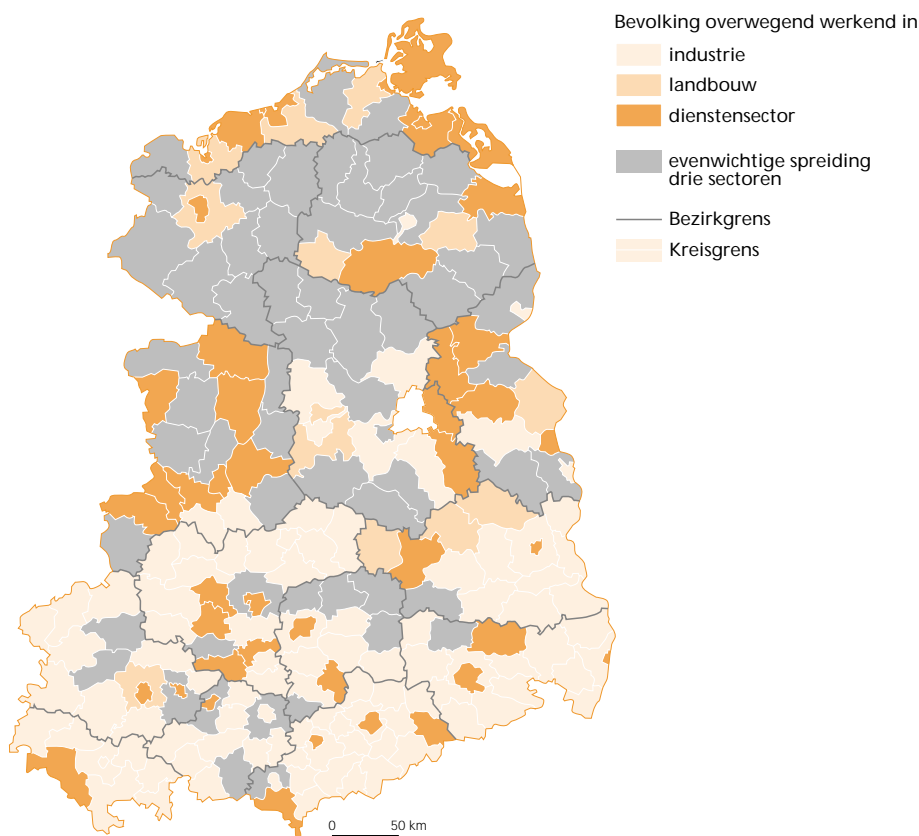 Bevolking overwegend werkend in
industrie
landbouw
dienstensector
evenwichtige spreiding
drie sectoren
Bezirkgrens
Kreisgrens
0 50 km